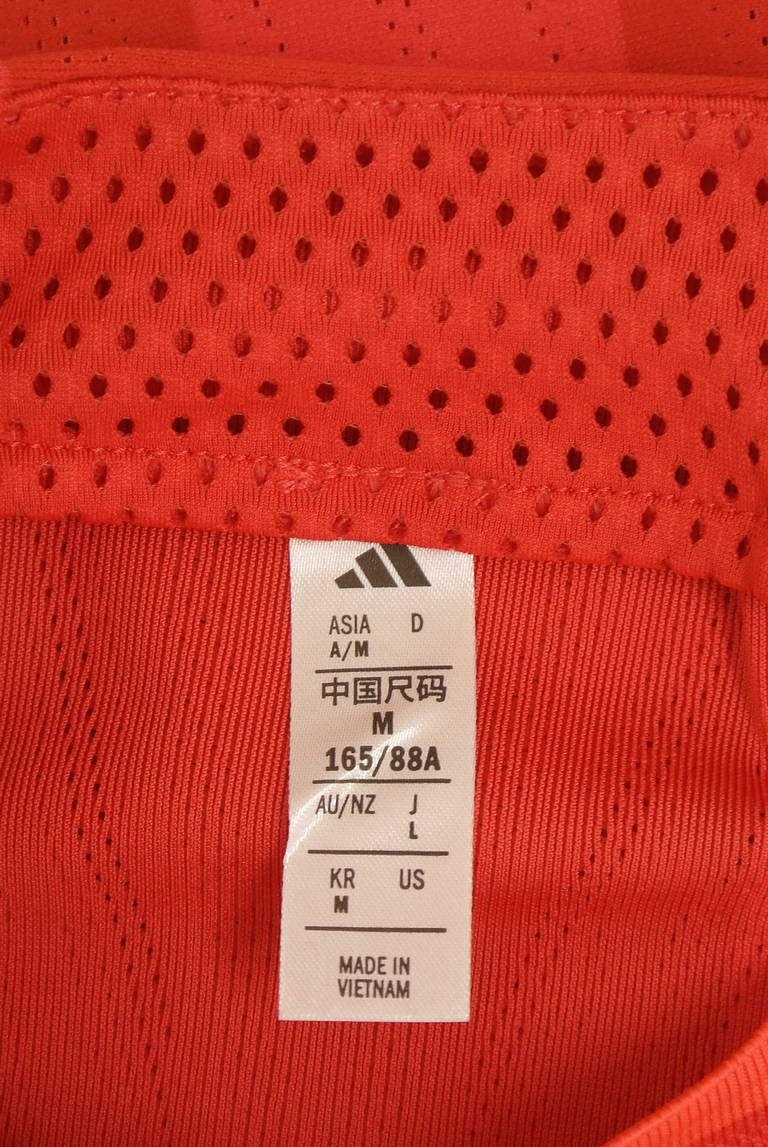 ASIA D
A/M
中国尺码
M
165/88A
AU/NZ J
L
KR US
M
MADE IN
VIETNAM